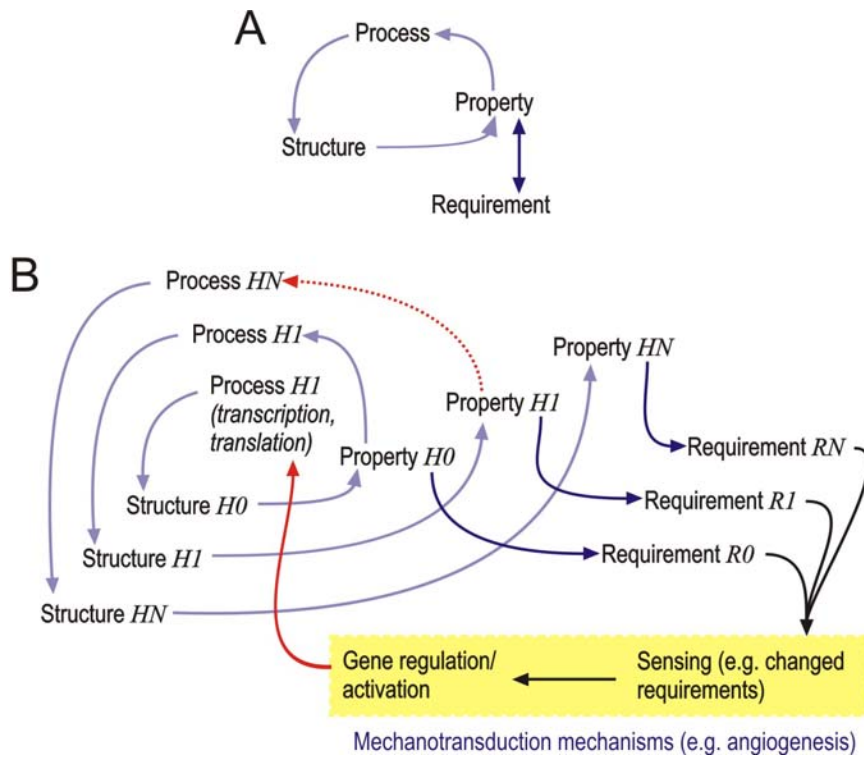 A
Process
Property
Structure
Requirement
B
Process HN
Process H1
Property HN
Process H1
(transcription,
translation)
Property H1
Property H0
Requirement RN
Structure H0
Requirement R1
Structure H1
Requirement R0
Structure HN
Gene regulation/
activation
Sensing (e.g. changed
requirements)
Mechanotransduction mechanisms (e.g. angiogenesis)